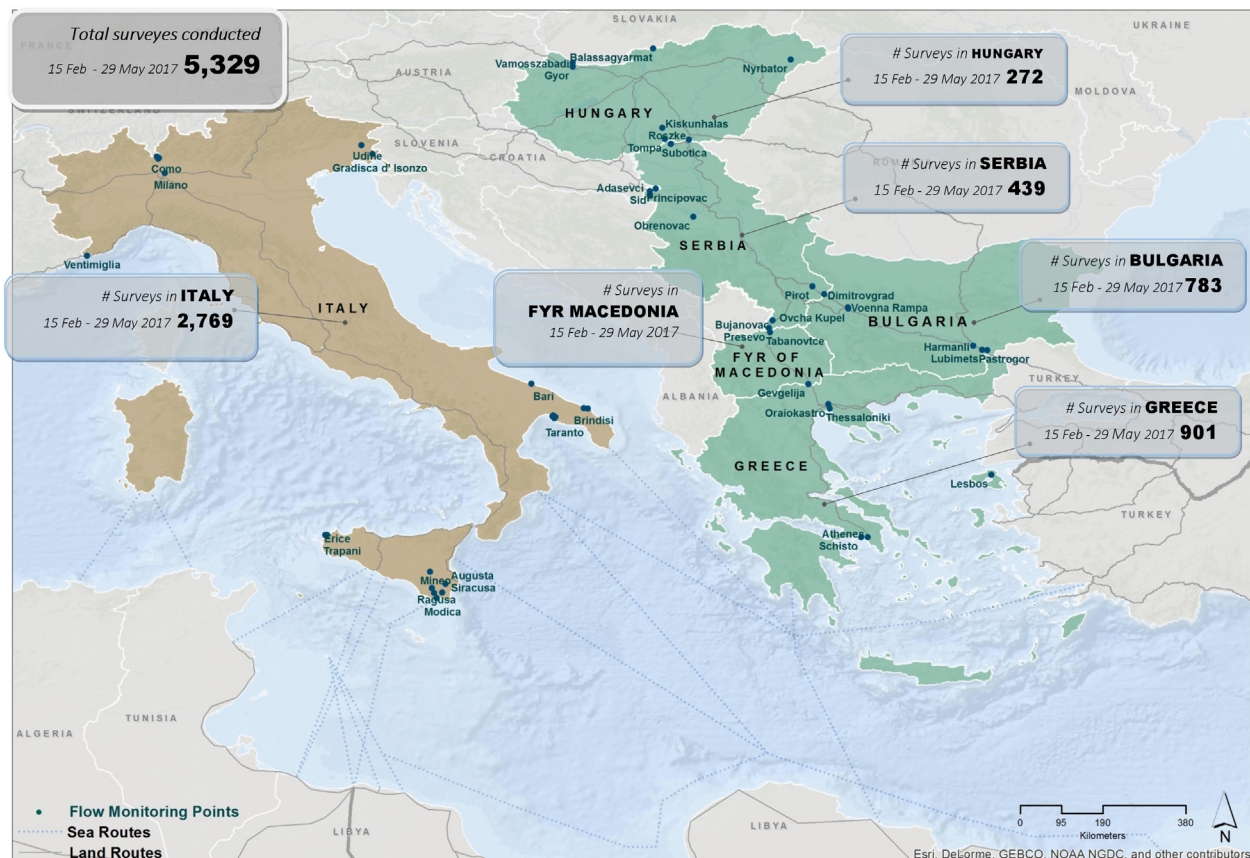 Total surveyes conducted
15 Feb - 29 May 2017 5,329
FRANCE
SWITZERLAND
AUSTRIA
SLOVAKIA
UKRAINE
MOLDOVA
SLOVENIA
CROATIA
# Surveys in HUNGARY
15 Feb - 29 May 2017 272
Balassagyarmat
Vamosszabadi
Gyor
Nyrbator
HUNGARY
Kiskunhalas
Roszke
Tompa
Subotica
Udine
Gradisca d' Isonzo
Como
Milano
# Surveys in SERBIA
15 Feb - 29 May 2017 439
Adasevci
Sid
Principovac
Obrenovac
SERBIA
Ventimiglia
# Surveys in BULGARIA
15 Feb - 29 May 2017 783
# Surveys in ITALY
15 Feb - 29 May 2017 2,769
ITALY
# Surveys in
FYR MACEDONIA
15 Feb - 29 May 2017
Pirot
Dimitrovgrad
Voenna Rampa
Ovcha Kupel
BULGARIA
Bujanovac
Presevo
Tabanovtce
Harmanli
Lubimets
Pastrogor
FYR OF
MACEDONIA
Gevgelija
ALBANIA
TURKEY
Oraiokastro
Thessaloniki
# Surveys in GREECE
15 Feb - 29 May 2017 901
Bari
Brindisi
Taranto
GREECE
Lesbos
TURKEY
Athenes
Schisto
Erice
Trapani
Mineo
Augusta
Siracusa
Ragusa
Modica
TUNISIA
ALGERIA
LIBYA
LIBYA
Flow Monitoring Points
Sea Routes
Land Routes
0 95 190 380
Kilometers
N
Esri, DeLorme, GEBCO, NOAA NGDC, and other contributors